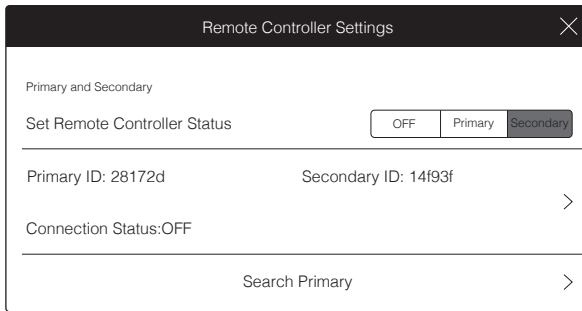 Remote Controller Settings
Primary and Secondary
Set Remote Controller Status OFF Primary Secondary
Primary ID: 28172d Secondary ID: 14f93f
Connection Status:OFF
Search Primary